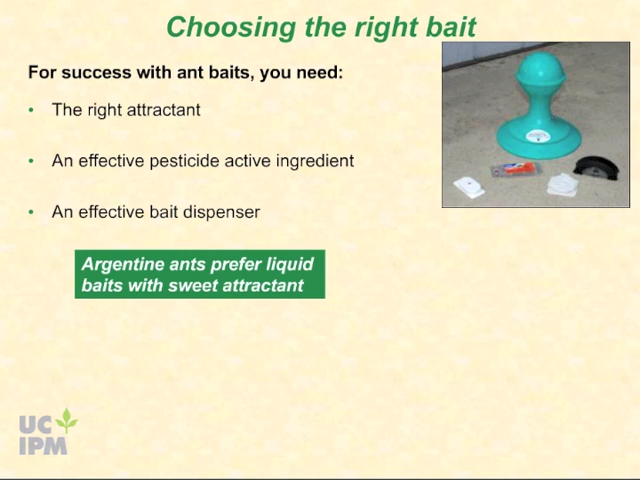 Choosing the right bait
For success with ant baits, you need:
• The right attractant
• An effective pesticide active ingredient
• An effective bait dispenser
Argentine ants prefer liquid
baits with sweet attractant
UC
IPM